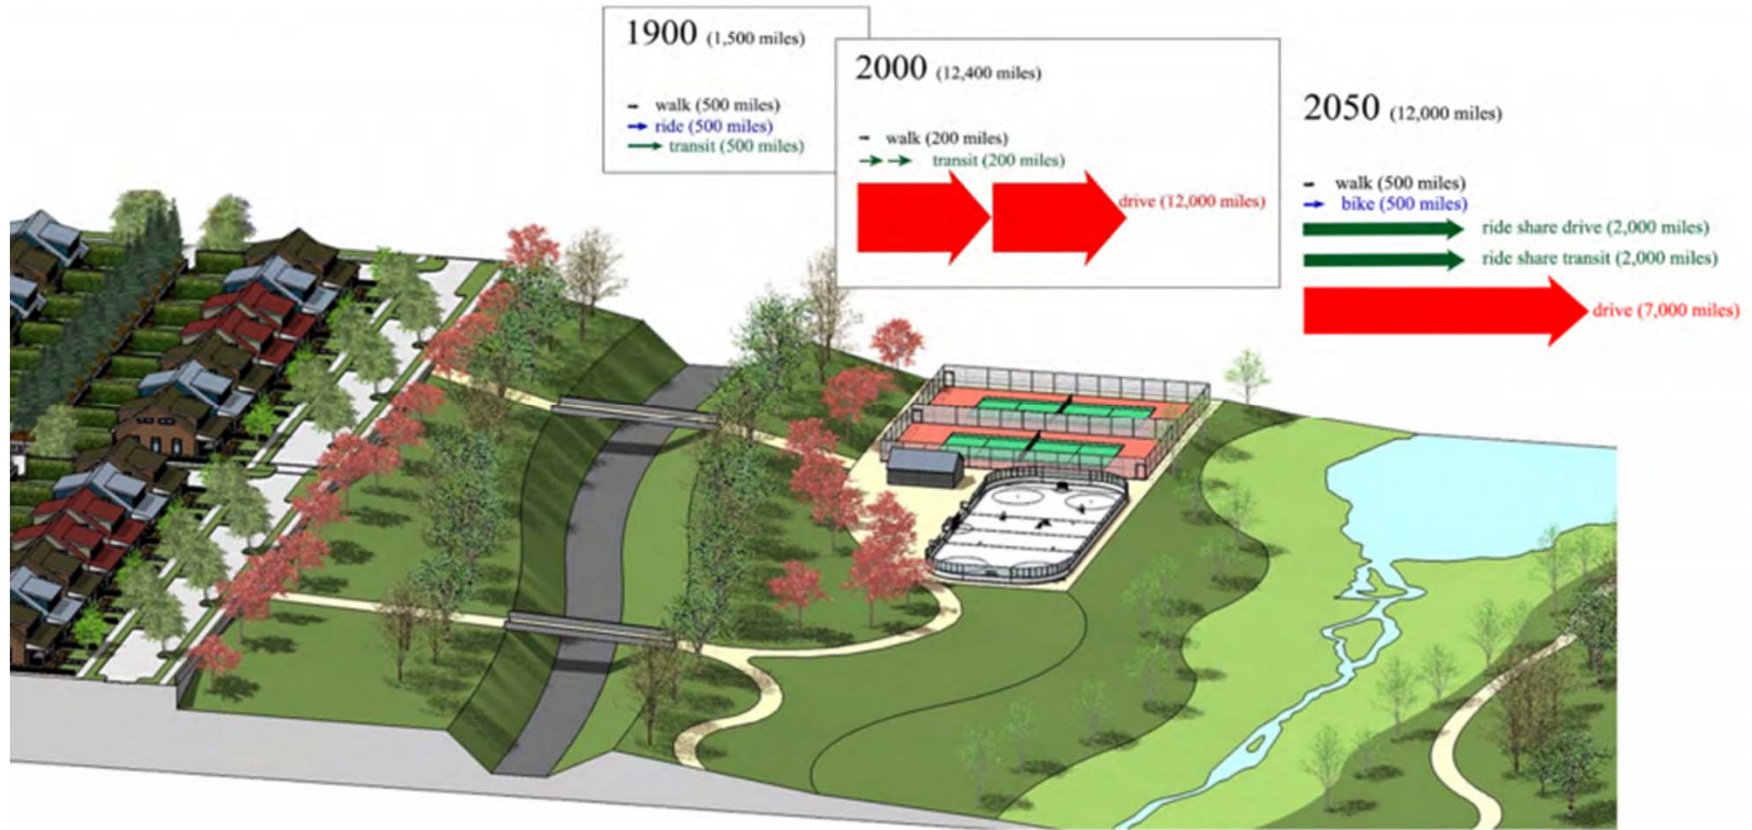 1900 (1,500 miles)
walk (500 miles)
ride (500 miles)
transit (500 miles)
2000 (12,400 miles)
walk (200 miles)
transit (200 miles)
drive (12,000 miles)
2050 (12,000 miles)
walk (500 miles)
bike (500 miles)
ride share drive (2,000 miles)
ride share transit (2,000 miles)
drive (7,000 miles)